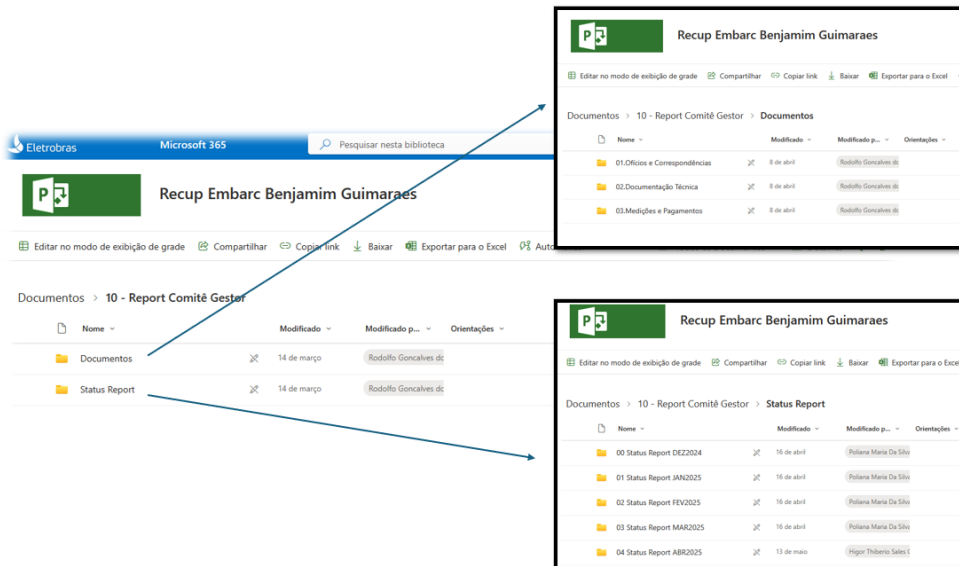 Eletrobras
Microsoft 365
Pesquisar nesta biblioteca
Recup Embarc Benjamim Guimaraes
Editar no modo de exibição de grade Compartilhar Copiar link Baixar Exportar para o Excel
Documentos > 10 - Report Comitê Gestor
Nome Modificado Modificado p... Orientações
Documentos 14 de março Rodolfo Goncalves do
Status Report 14 de março Rodolfo Goncalves do
Recup Embarc Benjamim Guimaraes
Editar no modo de exibição de grade Compartilhar Copiar link Baixar Exportar para o Excel
Documentos > 10 - Report Comitê Gestor > Documentos
Nome Modificado Modificado p... Orientações
01.Ofícios e Correspondências 8 de abril Rodolfo Goncalves do
02.Documentação Técnica 8 de abril Rodolfo Goncalves do
03.Medições e Pagamentos 8 de abril Rodolfo Goncalves do
Recup Embarc Benjamim Guimaraes
Editar no modo de exibição de grade Compartilhar Copiar link Baixar Exportar para o Excel
Documentos > 10 - Report Comitê Gestor > Status Report
Nome Modificado Modificado p... Orientações
00 Status Report DEZ2024 16 de abril Poliana Maria Da Silva
01 Status Report JAN2025 16 de abril Poliana Maria Da Silva
02 Status Report FEV2025 16 de abril Poliana Maria Da Silva
03 Status Report MAR2025 16 de abril Poliana Maria Da Silva
04 Status Report ABR2025 13 de maio Higor Thiberio Sales